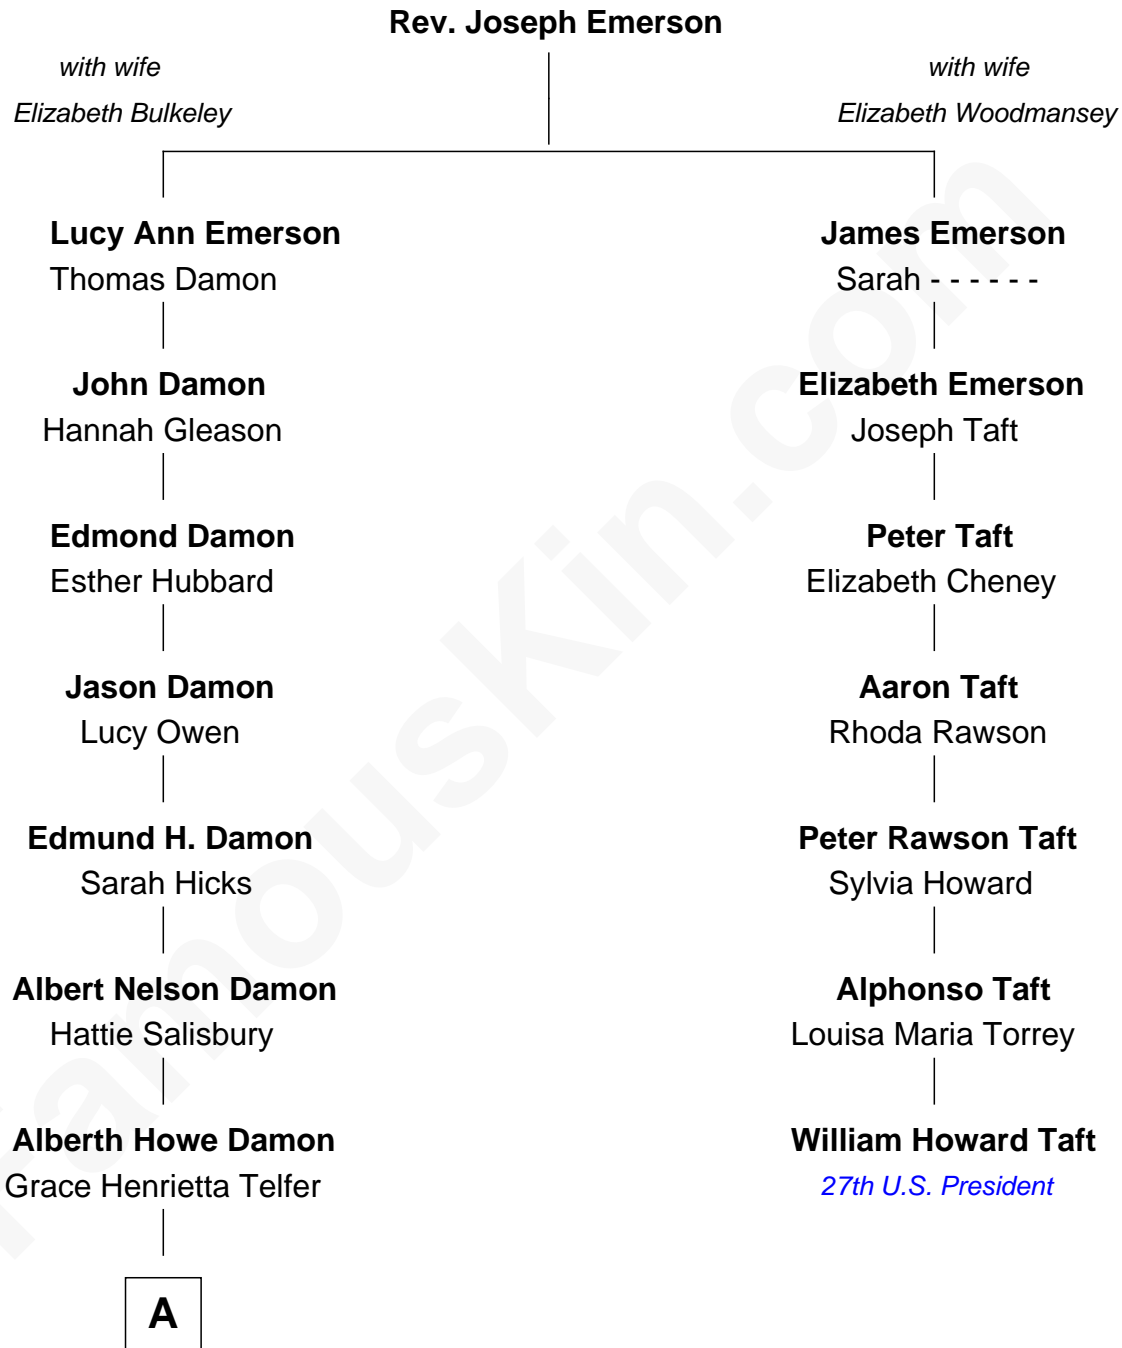 Rev. Joseph Emerson
with wife
Elizabeth Bulkeley
with wife
Elizabeth Woodmansey
Lucy Ann Emerson
Thomas Damon
James Emerson
Sarah - - - - - -
John Damon
Hannah Gleason
Elizabeth Emerson
Joseph Taft
Edmond Damon
Esther Hubbard
Peter Taft
Elizabeth Cheney
Jason Damon
Lucy Owen
Aaron Taft
Rhoda Rawson
Edmund H. Damon
Sarah Hicks
Peter Rawson Taft
Sylvia Howard
Albert Nelson Damon
Hattie Salisbury
Alphonso Taft
Louisa Maria Torrey
Alberth Howe Damon
Grace Henrietta Telfer
William Howard Taft
27th U.S. President
A
FamousKin.com